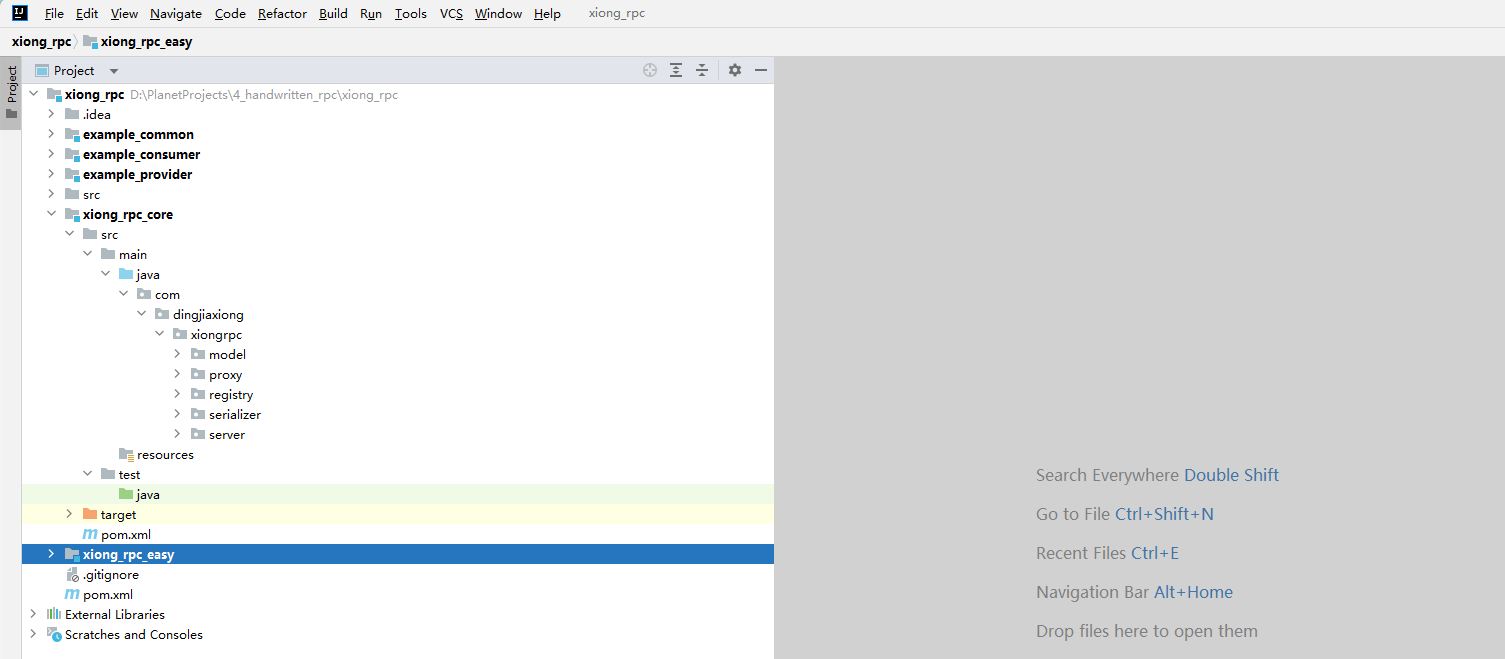 File Edit View Navigate Code Refactor Build Run Tools VCS Window Help xiong_rpc
xiong_rpc xiong_rpc_easy
Project
Project
xiong_rpc D:\PlanetProjects\4_handwritten_rpc\xiong_rpc
.idea
example_common
example_consumer
example_provider
src
xiong_rpc_core
src
main
java
com
dingjiaxiong
xiongrpc
model
proxy
registry
serializer
server
resources
test
java
target
pom.xml
xiong_rpc_easy
.gitignore
pom.xml
External Libraries
Scratches and Consoles
Search Everywhere Double Shift
Go to File Ctrl+Shift+N
Recent Files Ctrl+E
Navigation Bar Alt+Home
Drop files here to open them